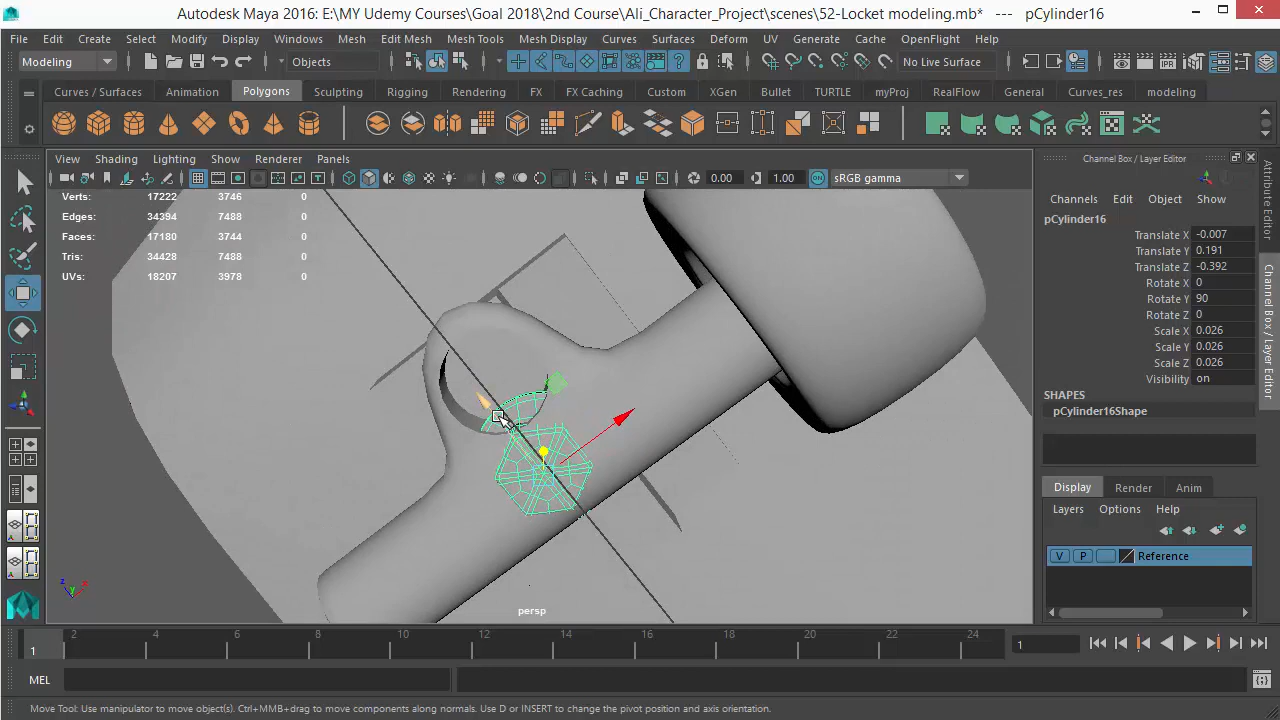 Autodesk Maya 2016: E:\MY Udemy Courses\Goal 2018\2nd Course\Ali_Character_Project\scenes\52-Locket modeling.mb* --- pCylinder16
File Edit Create Select Modify Display Windows Mesh Edit Mesh Mesh Tools Mesh Display Curves Surfaces Deform UV Generate Cache OpenFlight Help
Modeling Objects No Live Surface
Curves / Surfaces Animation Polygons Sculpting Rigging Rendering FX FX Caching Custom XGen Bullet TURTLE myProj RealFlow General Curves_res modeling
View Shading Lighting Show Renderer Panels
0.00 1.00 sRGB gamma
Verts: 17222 3746 0
Edges: 34394 7488 0
Faces: 17180 3744 0
Tris: 34428 7488 0
UVs: 18207 3978 0
persp
Channel Box / Layer Editor
Channels Edit Object Show
pCylinder16
Translate X -0.007
Translate Y 0.191
Translate Z -0.392
Rotate X 0
Rotate Y 90
Rotate Z 0
Scale X 0.026
Scale Y 0.026
Scale Z 0.026
Visibility on
SHAPES
pCylinder16Shape
Display Render Anim
Layers Options Help
V P Reference
Attribute Editor
Channel Box / Layer Editor
1 2 4 6 8 10 12 14 16 18 20 22 24 1
MEL
Move Tool: Use manipulator to move object(s). Ctrl+MMB+drag to move components along normals. Use D or INSERT to change the pivot position and axis orientation.